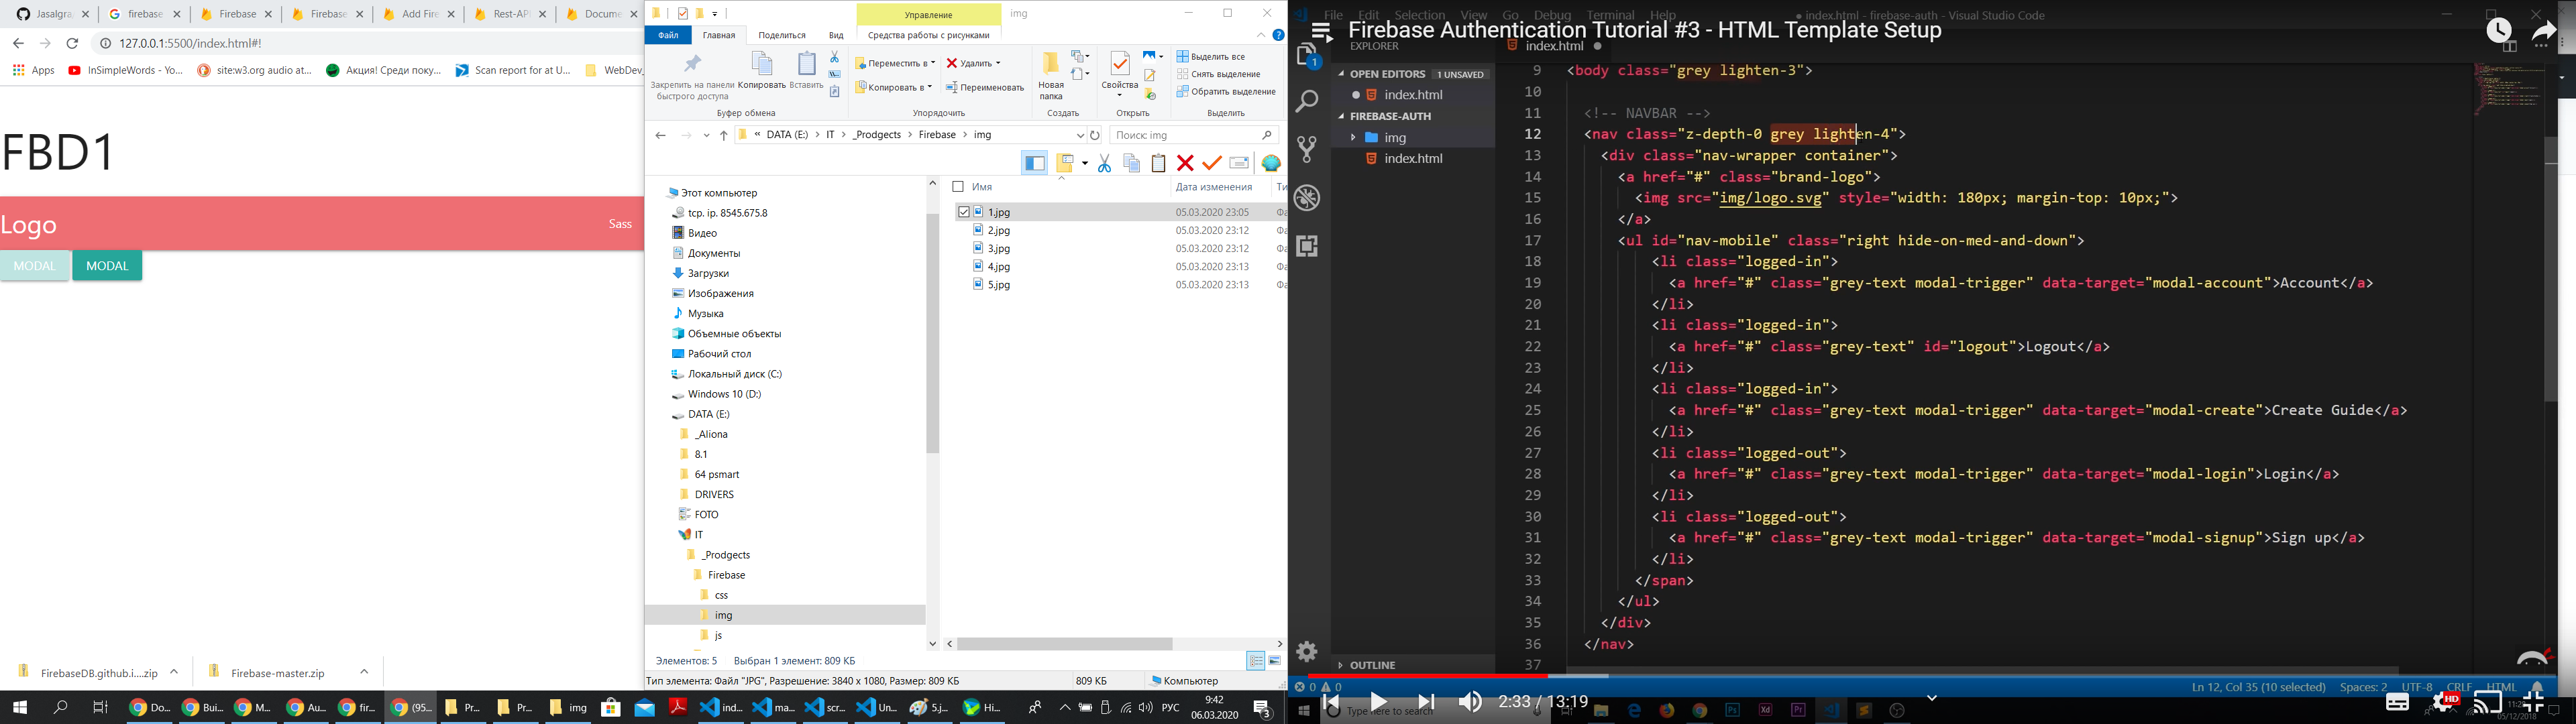 Jasalgra
firebase
Firebase
Firebase
Add Fire
Rest-API
Docume
127.0.0.1:5500/index.html#!
Apps
InSimpleWords - Yo...
site:w3.org audio at...
Акция! Среди поку...
Scan report for at U...
WebDev
FBD1
Logo
Sass
MODAL
MODAL
FirebaseDB.github.i....zip
Firebase-master.zip
Управление
img
Файл
Главная
Поделиться
Вид
Средства работы с рисунками
Закрепить на панели быстрого доступа
Копировать
Вставить
Переместить в
Копировать в
Удалить
Переименовать
Новая папка
Свойства
Выделить все
Снять выделение
Обратить выделение
Буфер обмена
Упорядочить
Создать
Открыть
Выделить
« DATA (E:) › IT › _Prodgects › Firebase › img
Поиск: img
Этот компьютер
tcp. ip. 8545.675.8
Видео
Документы
Загрузки
Изображения
Музыка
Объемные объекты
Рабочий стол
Локальный диск (C:)
Windows 10 (D:)
DATA (E:)
_Aliona
8.1
64 psmart
DRIVERS
FOTO
IT
_Prodgects
Firebase
css
img
js
Имя
Дата изменения
Ти
1.jpg 05.03.2020 23:05 Фа
2.jpg 05.03.2020 23:12 Фа
3.jpg 05.03.2020 23:12 Фа
4.jpg 05.03.2020 23:13 Фа
5.jpg 05.03.2020 23:13 Фа
Элементов: 5 Выбран 1 элемент: 809 КБ
Тип элемента: Файл "JPG", Разрешение: 3840 x 1080, Размер: 809 КБ
809 КБ
Компьютер
Do...
Bui...
M...
Au...
fir...
(95...
Pr...
Pr...
img
ind...
ma...
scr...
Un...
5.j...
Hi...
РУС
9:42
06.03.2020
3
File Edit Selection View Go Debug Terminal Help
● index.html - firebase-auth - Visual Studio Code
Firebase Authentication Tutorial #3 - HTML Template Setup
EXPLORER
index.html
1
OPEN EDITORS 1 UNSAVED
index.html
FIREBASE-AUTH
img
index.html
OUTLINE
9 <body class="grey lighten-3">
10
11 <!-- NAVBAR -->
12 <nav class="z-depth-0 grey lighten-4">
13 <div class="nav-wrapper container">
14 <a href="#" class="brand-logo">
15 <img src="img/logo.svg" style="width: 180px; margin-top: 10px;">
16 </a>
17 <ul id="nav-mobile" class="right hide-on-med-and-down">
18 <li class="logged-in">
19 <a href="#" class="grey-text modal-trigger" data-target="modal-account">Account</a>
20 </li>
21 <li class="logged-in">
22 <a href="#" class="grey-text" id="logout">Logout</a>
23 </li>
24 <li class="logged-in">
25 <a href="#" class="grey-text modal-trigger" data-target="modal-create">Create Guide</a>
26 </li>
27 <li class="logged-out">
28 <a href="#" class="grey-text modal-trigger" data-target="modal-login">Login</a>
29 </li>
30 <li class="logged-out">
31 <a href="#" class="grey-text modal-trigger" data-target="modal-signup">Sign up</a>
32 </li>
33 </span>
34 </ul>
35 </div>
36 </nav>
37
0 0
Ln 12, Col 35 (10 selected) Spaces: 2 UTF-8 CRLF HTML
2:33 / 13:19
Type here to search
HD
05/12/2018